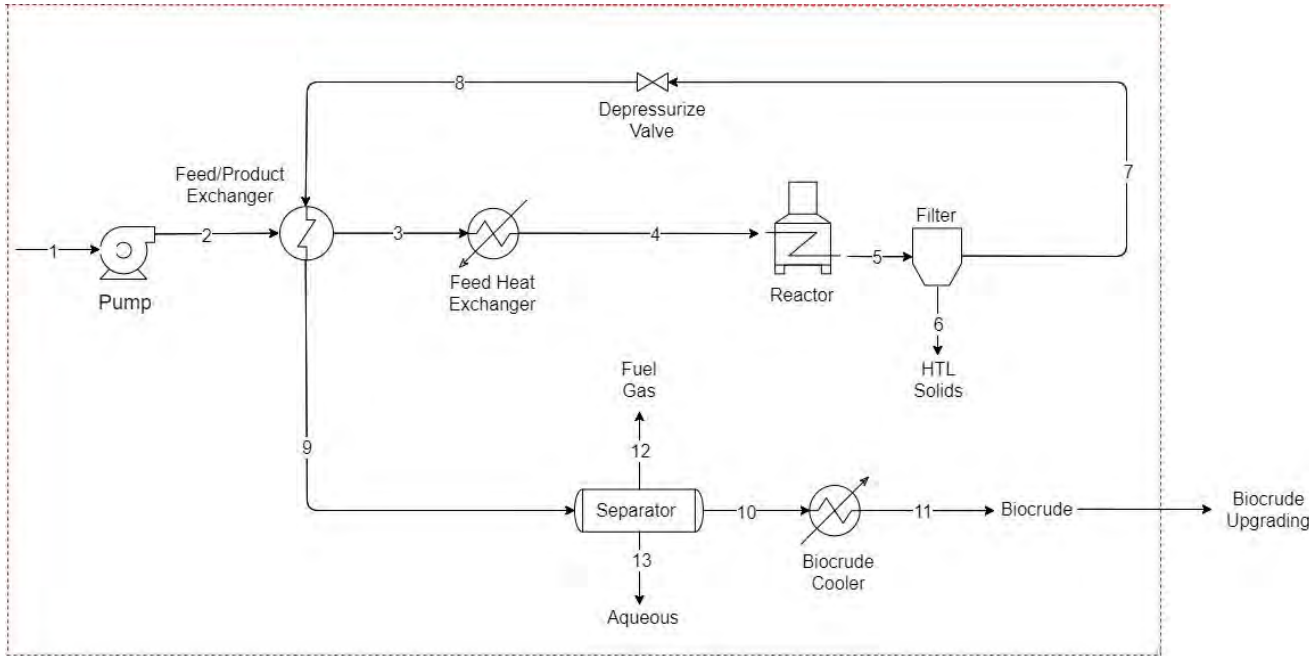 8
Depressurize
Valve
7
Feed/Product
Exchanger
1
Pump
2
3
Feed Heat
Exchanger
4
Reactor
5
Filter
6
HTL
Solids
Fuel
Gas
12
9
Separator
10
11
Biocrude
Biocrude
Upgrading
13
Biocrude
Cooler
Aqueous